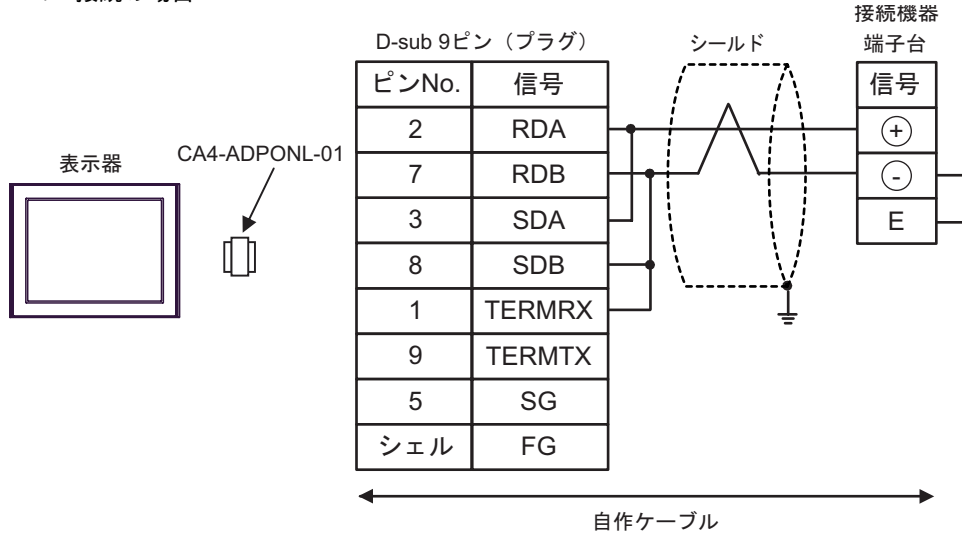 接続機器
D-sub 9ピン（プラグ）
シールド
端子台
ピンNo. 信号
信号
2 RDA
+
7 RDB
-
3 SDA
E
8 SDB
1 TERMRX
9 TERMTX
5 SG
シェル FG
表示器
CA4-ADPONL-01
自作ケーブル